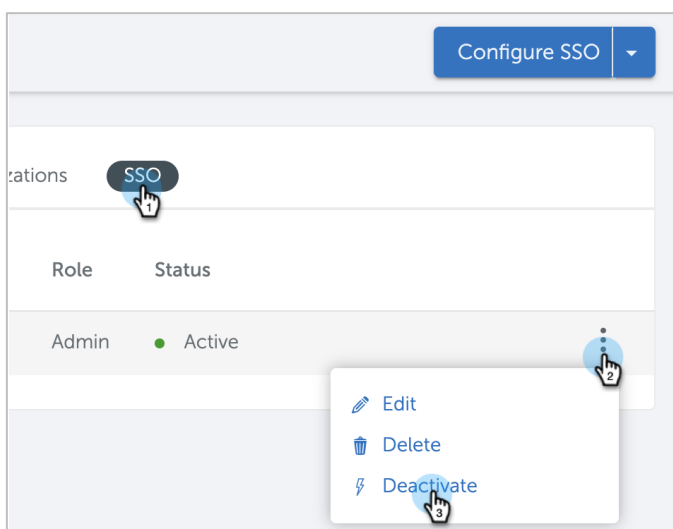 Configure SSO
zations SSO
1
Role Status
Admin Active
2
Edit
Delete
Deactivate
3